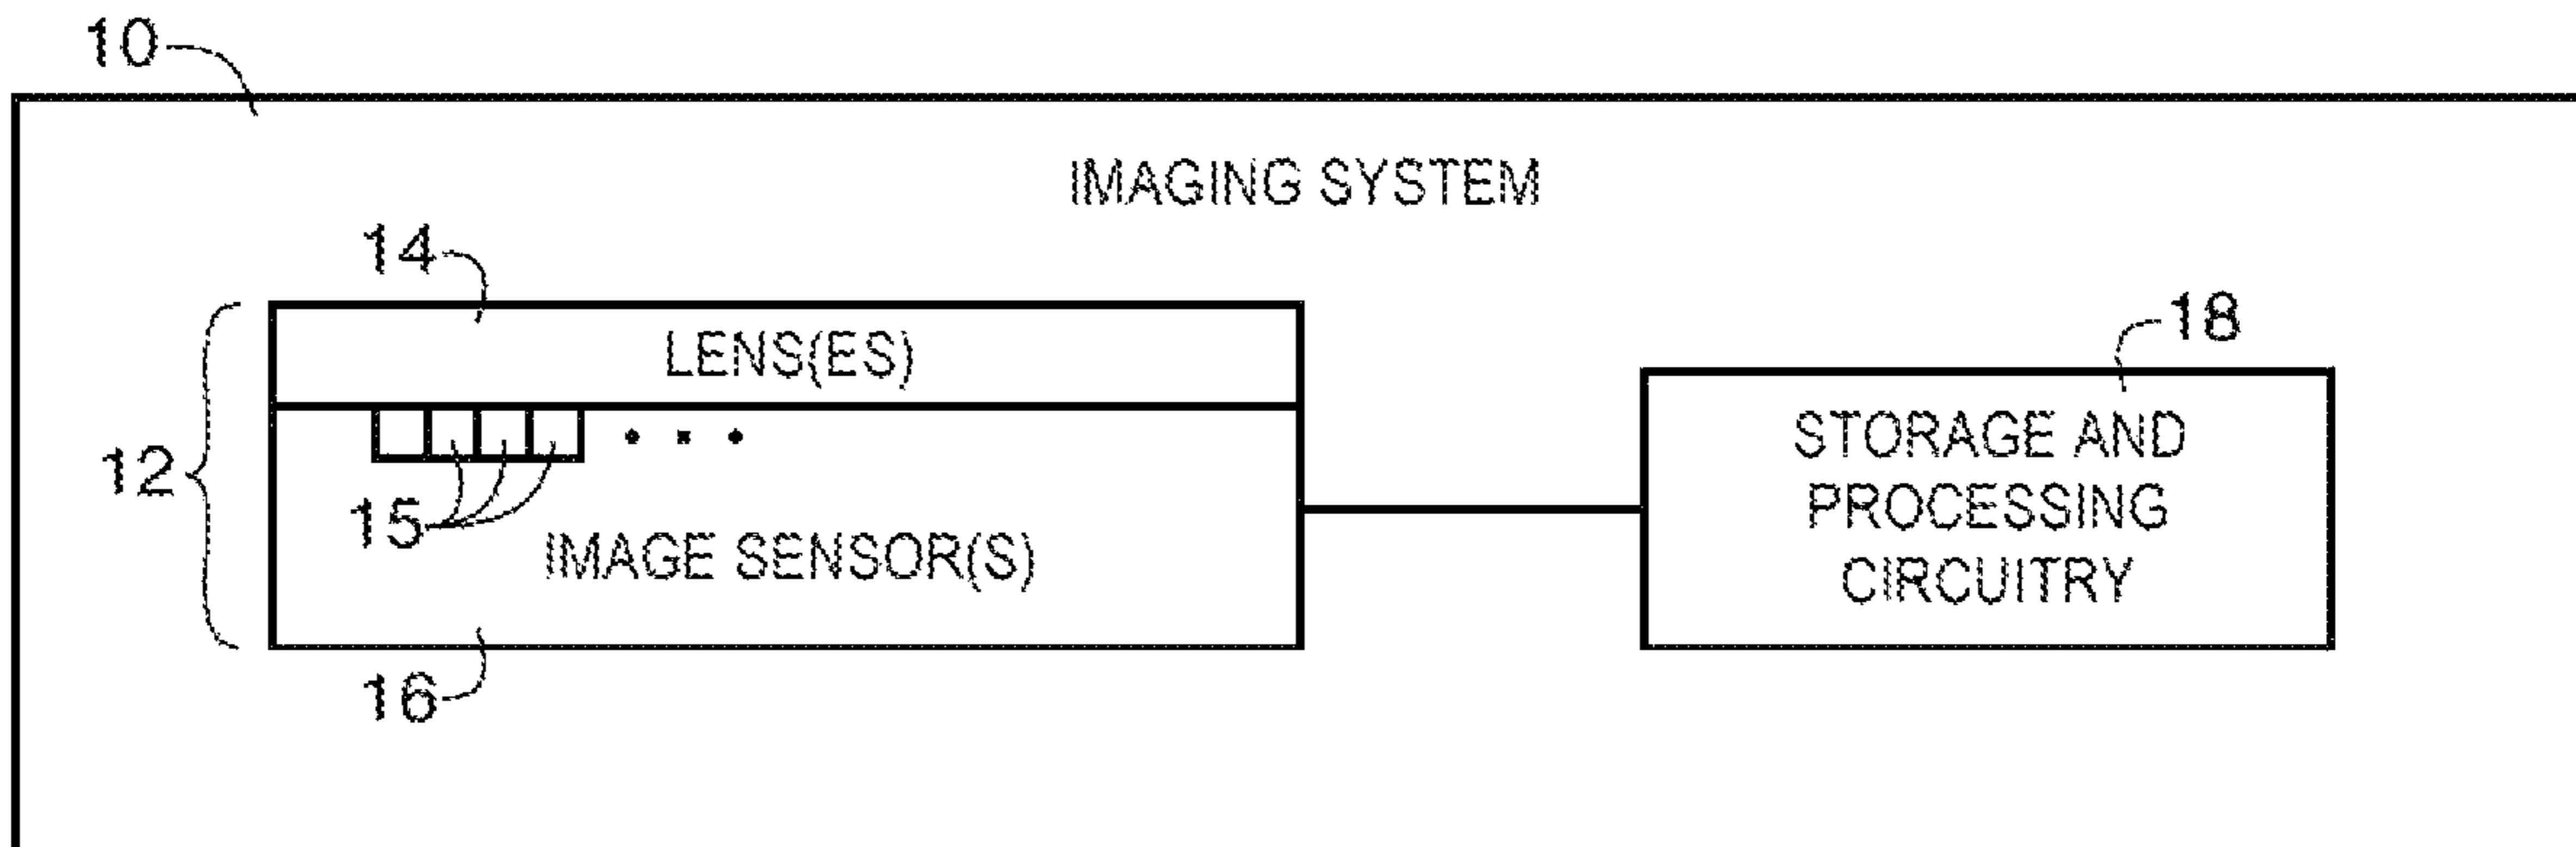 10
IMAGING SYSTEM
14
LENS(ES)
18
STORAGE AND
PROCESSING
CIRCUITRY
12
15
IMAGE SENSOR(S)
16